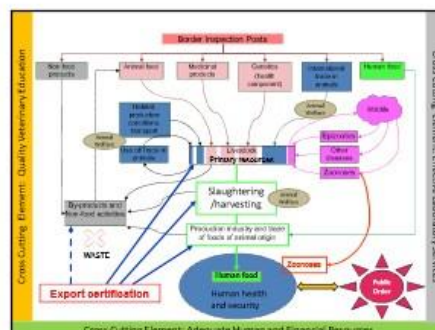 Border Inspection Posts
Non food
products
Animal food
Medicinal
products
Genetics
(health
component)
International
trade in
animals
Human food
Animal
Welfare
Wildlife
Animal
Welfare
Livestock
Primary Resources
Epizootics
Other
diseases
Zoonoses
Slaughtering
/harvesting
Animal
Welfare
By-products and
Non-food activities
WASTE
Production industry and trade
of foods of animal origin
Zoonoses
Export certification
Human food
Human health
and security
Public
Order
Cross Cutting Element: Quality Veterinary Education
Cross Cutting Element: Adequate Human and Financial Resources